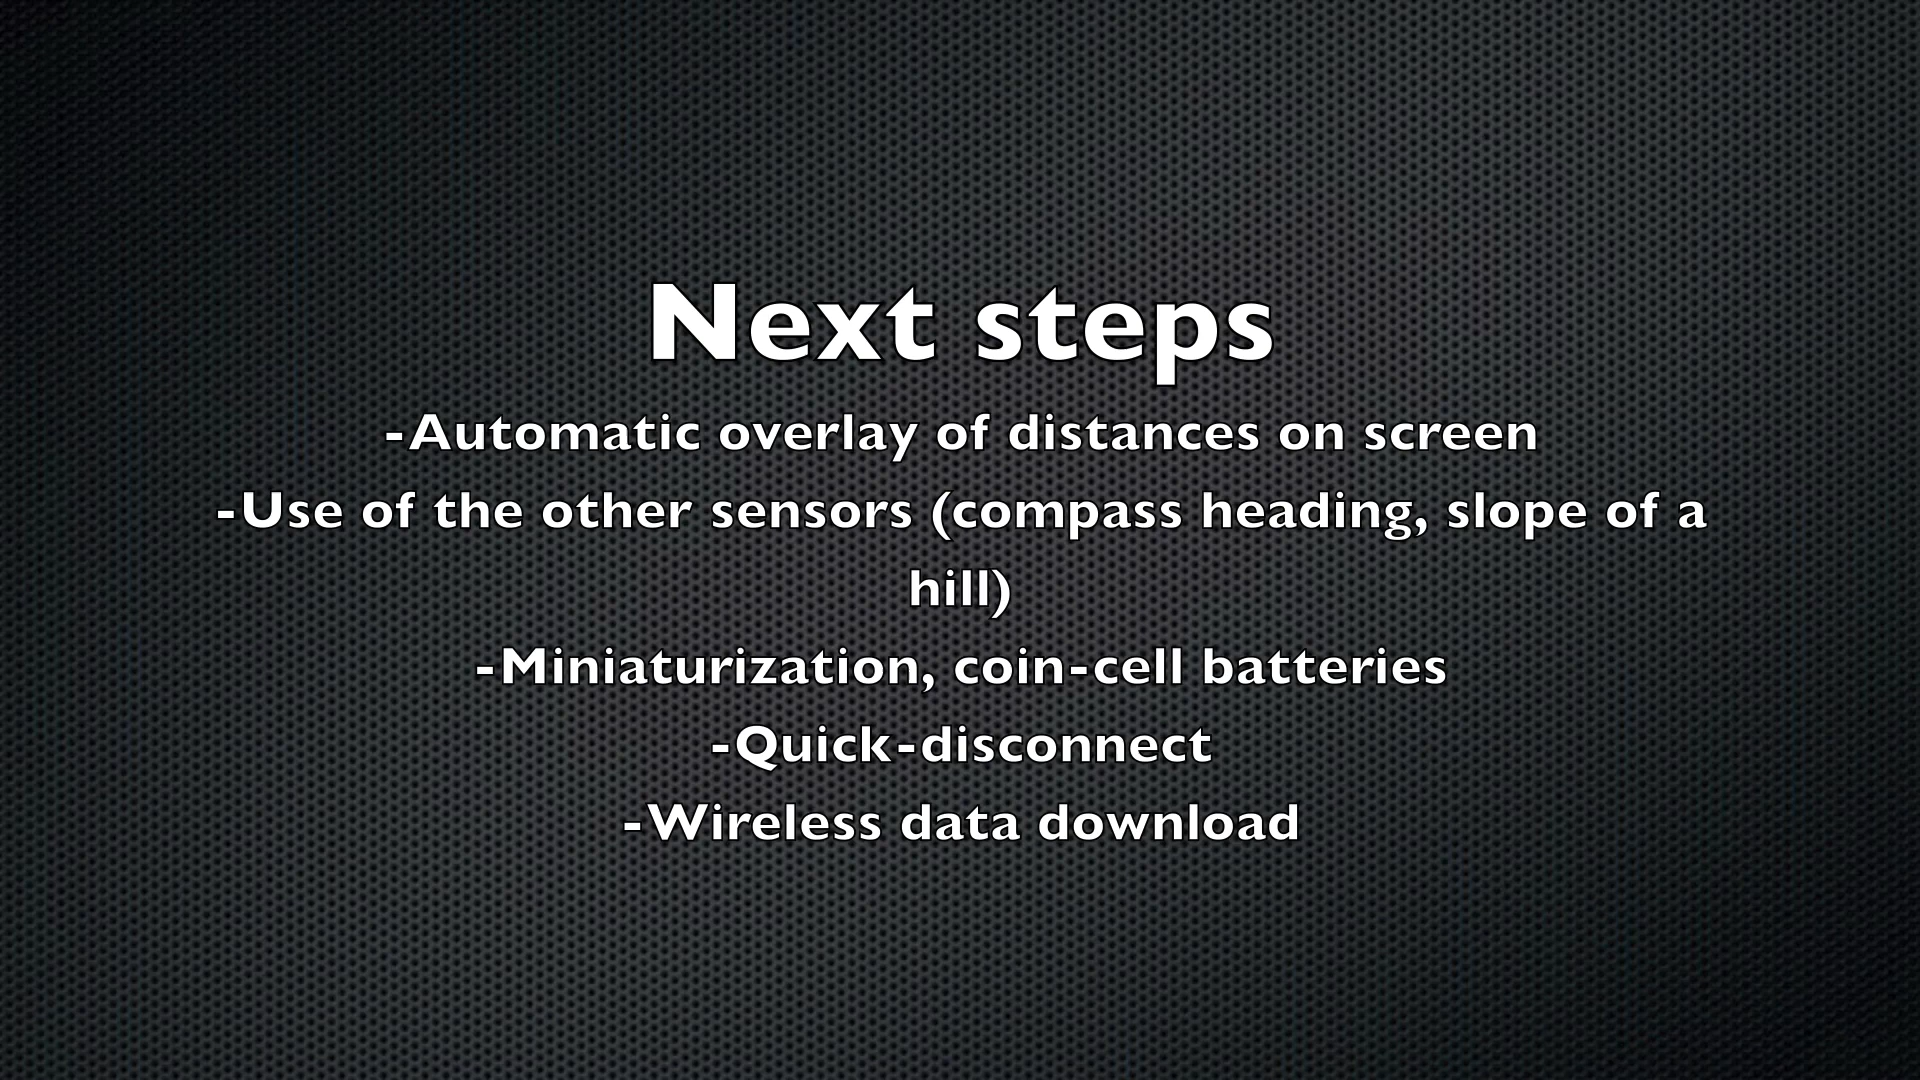 Next steps
-Automatic overlay of distances on screen
-Use of the other sensors (compass heading, slope of a
hill)
-Miniaturization, coin-cell batteries
-Quick-disconnect
-Wireless data download